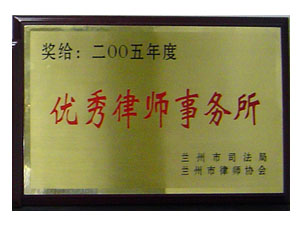 奖给：二00五年度
优秀律师事务所
兰州市司法局
兰州市律师协会